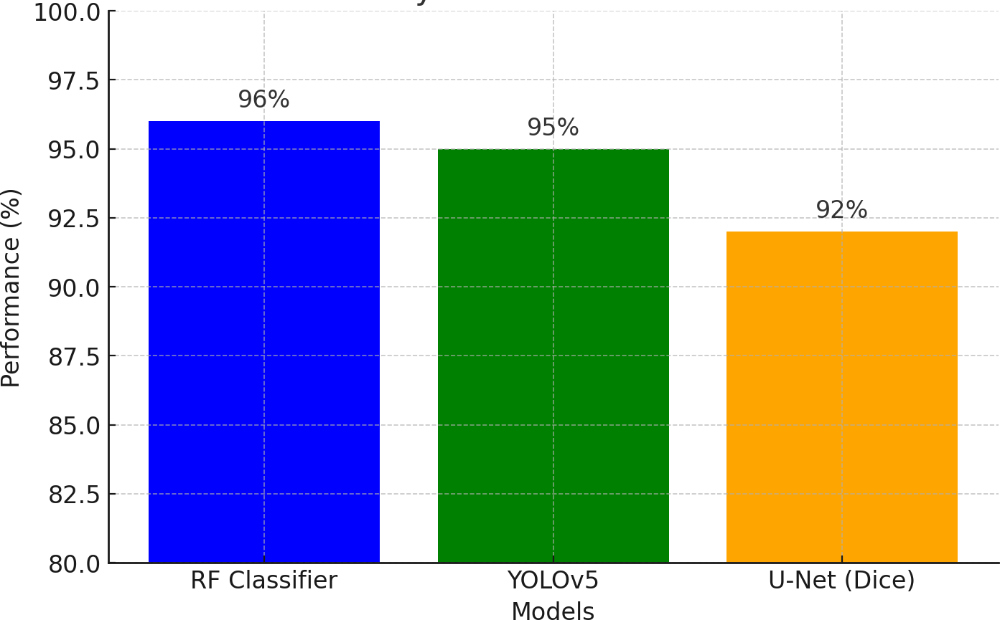 100.0
97.5
95.0
92.5
90.0
87.5
85.0
82.5
80.0
Performance (%)
96%
95%
92%
RF Classifier
YOLOv5
U-Net (Dice)
Models